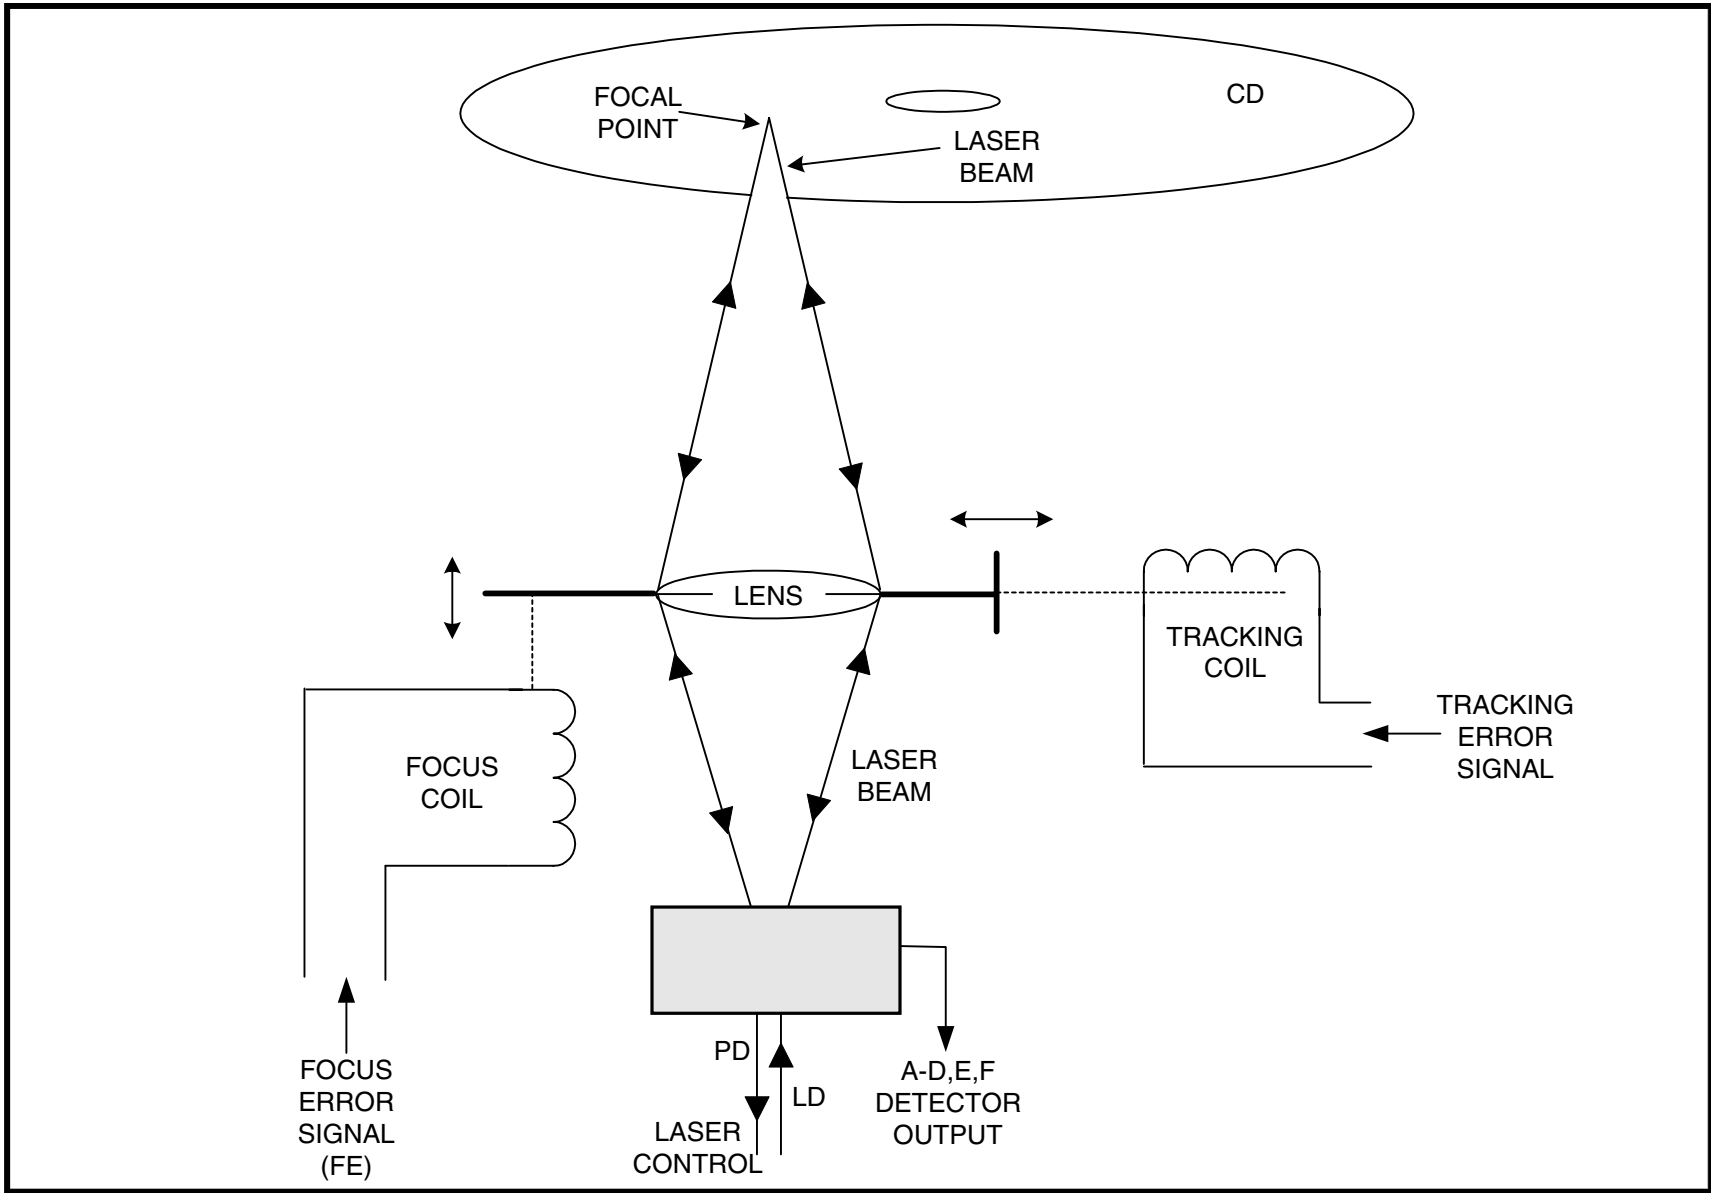 FOCAL
POINT
CD
LASER
BEAM
LENS
TRACKING
COIL
TRACKING
ERROR
SIGNAL
FOCUS
COIL
LASER
BEAM
PD
LD
LASER
CONTROL
A-D,E,F
DETECTOR
OUTPUT
FOCUS
ERROR
SIGNAL
(FE)